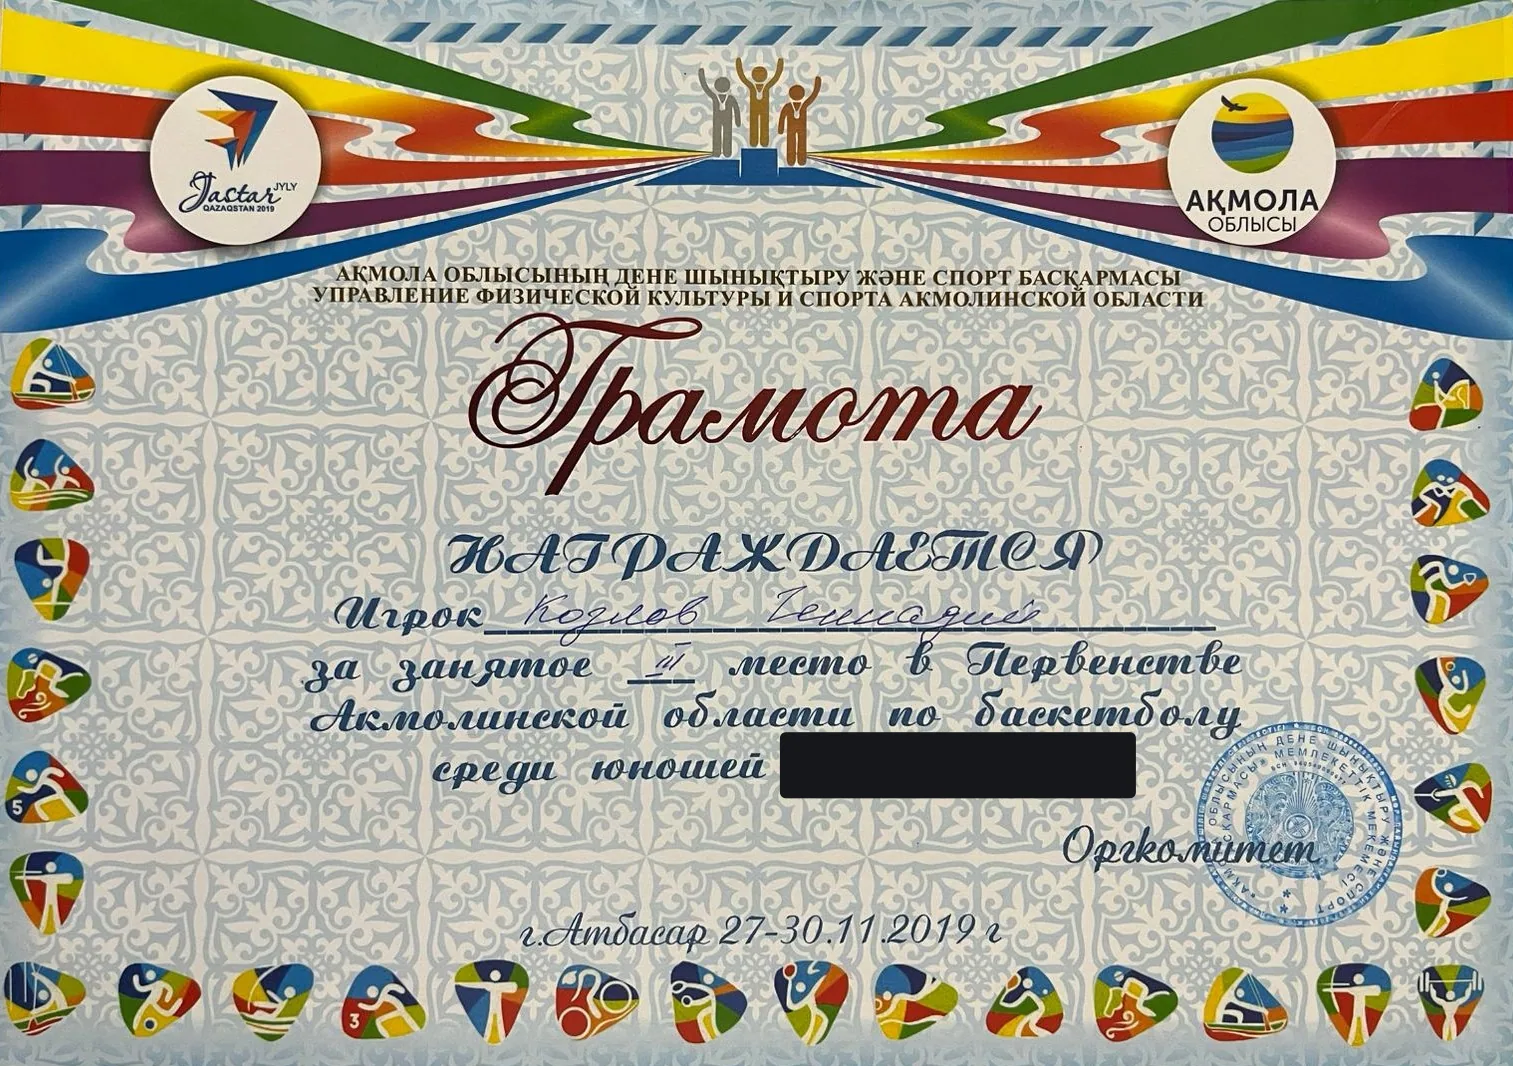 Jastar JYLY
QAZAQSTAN 2019
АҚМОЛА
ОБЛЫСЫ
АҚМОЛА ОБЛЫСЫНЫҢ ДЕНЕ ШЫНЫҚТЫРУ ЖӘНЕ СПОРТ БАСҚАРМАСЫ
УПРАВЛЕНИЕ ФИЗИЧЕСКОЙ КУЛЬТУРЫ И СПОРТА АКМОЛИНСКОЙ ОБЛАСТИ
Грамота
НАГРАЖДАЕТСЯ
Игрок Козлов Геннадий
за занятое III место в Первенстве
Акмолинской области по баскетболу
среди юношей
Оргкомитет
г.Атбасар 27-30.11.2019 г
5
3